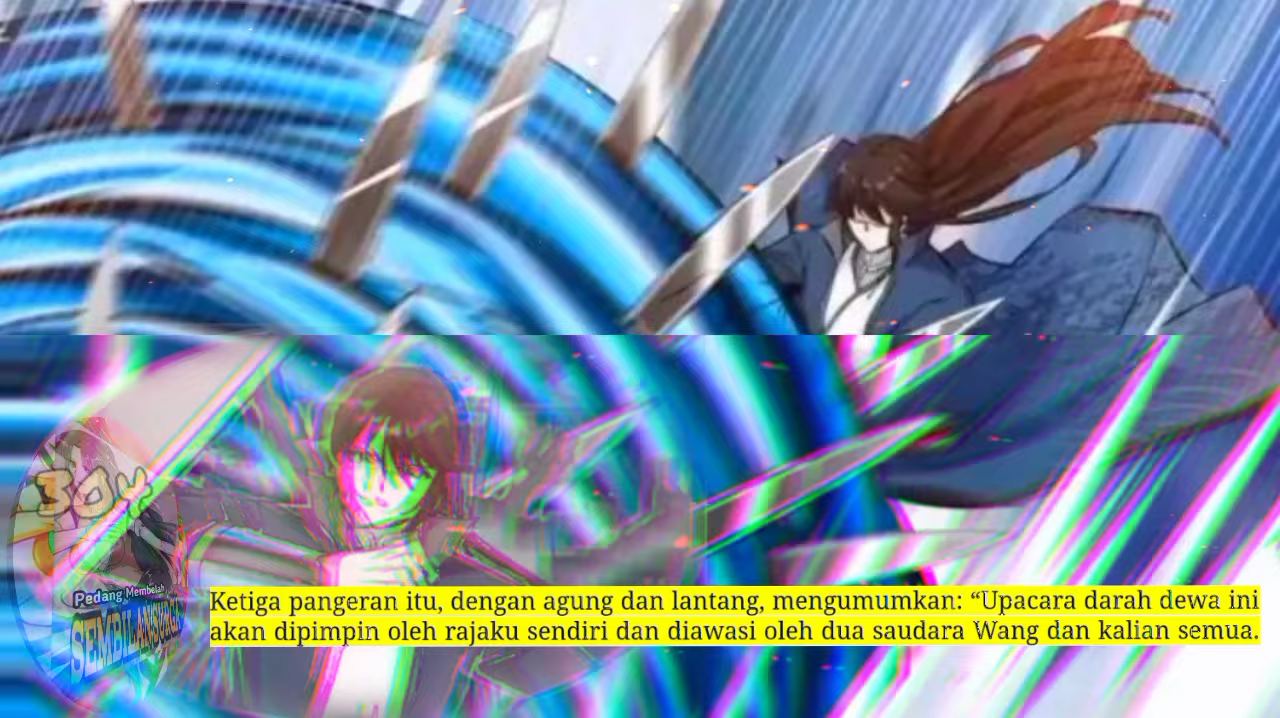 304
Pedang Membelah
SEMBILAN SURGA
Ketiga pangeran itu, dengan agung dan lantang, mengumumkan: “Upacara darah dewa ini
akan dipimpin oleh rajaku sendiri dan diawasi oleh dua saudara Wang dan kalian semua.